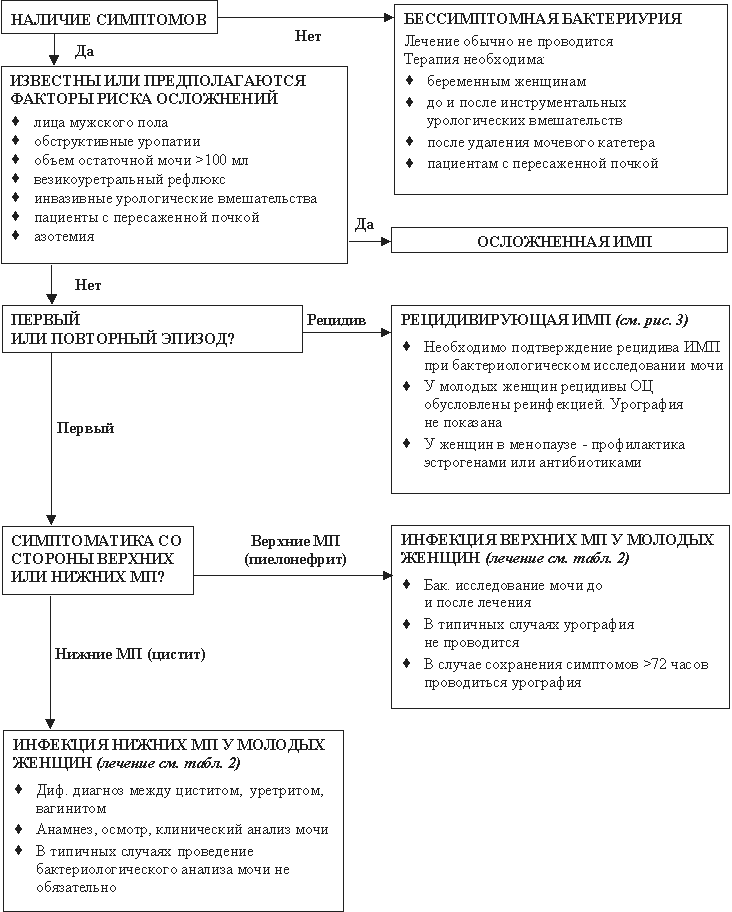 НАЛИЧИЕ СИМПТОМОВ
Нет
Да
БЕССИМПТОМНАЯ БАКТЕРИУРИЯ
Лечение обычно не проводится
Терапия необходима:
♦ беременным женщинам
♦ до и после инструментальных
урологических вмешательств
♦ после удаления мочевого катетера
♦ пациентам с пересаженной почкой
ИЗВЕСТНЫ ИЛИ ПРЕДПОЛАГАЮТСЯ
ФАКТОРЫ РИСКА ОСЛОЖНЕНИЙ
♦ лица мужского пола
♦ обструктивные уропатии
♦ объем остаточной мочи >100 мл
♦ везикоуретральный рефлюкс
♦ инвазивные урологические вмешательства
♦ пациенты с пересаженной почкой
♦ азотемия
Да
ОСЛОЖНЕННАЯ ИМП
Нет
ПЕРВЫЙ
ИЛИ ПОВТОРНЫЙ ЭПИЗОД?
Рецидив
РЕЦИДИВИРУЮЩАЯ ИМП (см. рис. 3)
♦ Необходимо подтверждение рецидива ИМП
при бактериологическом исследовании мочи
♦ У молодых женщин рецидивы ОЦ
обусловлены реинфекцией. Урография
не показана
♦ У женщин в менопаузе - профилактика
эстрогенами или антибиотиками
Первый
СИМПТОМАТИКА СО
СТОРОНЫ ВЕРХНИХ
ИЛИ НИЖНИХ МП?
Верхние МП
(пиелонефрит)
ИНФЕКЦИЯ ВЕРХНИХ МП У МОЛОДЫХ
ЖЕНЩИН (лечение см. табл. 2)
♦ Бак. исследование мочи до
и после лечения
♦ В типичных случаях урография
не проводится
♦ В случае сохранения симптомов >72 часов
проводиться урография
Нижние МП (цистит)
ИНФЕКЦИЯ НИЖНИХ МП У МОЛОДЫХ
ЖЕНЩИН (лечение см. табл. 2)
♦ Диф. диагноз между циститом, уретритом,
вагинитом
♦ Анамнез, осмотр, клинический анализ мочи
♦ В типичных случаях проведение
бактериологического анализа мочи не
обязательно